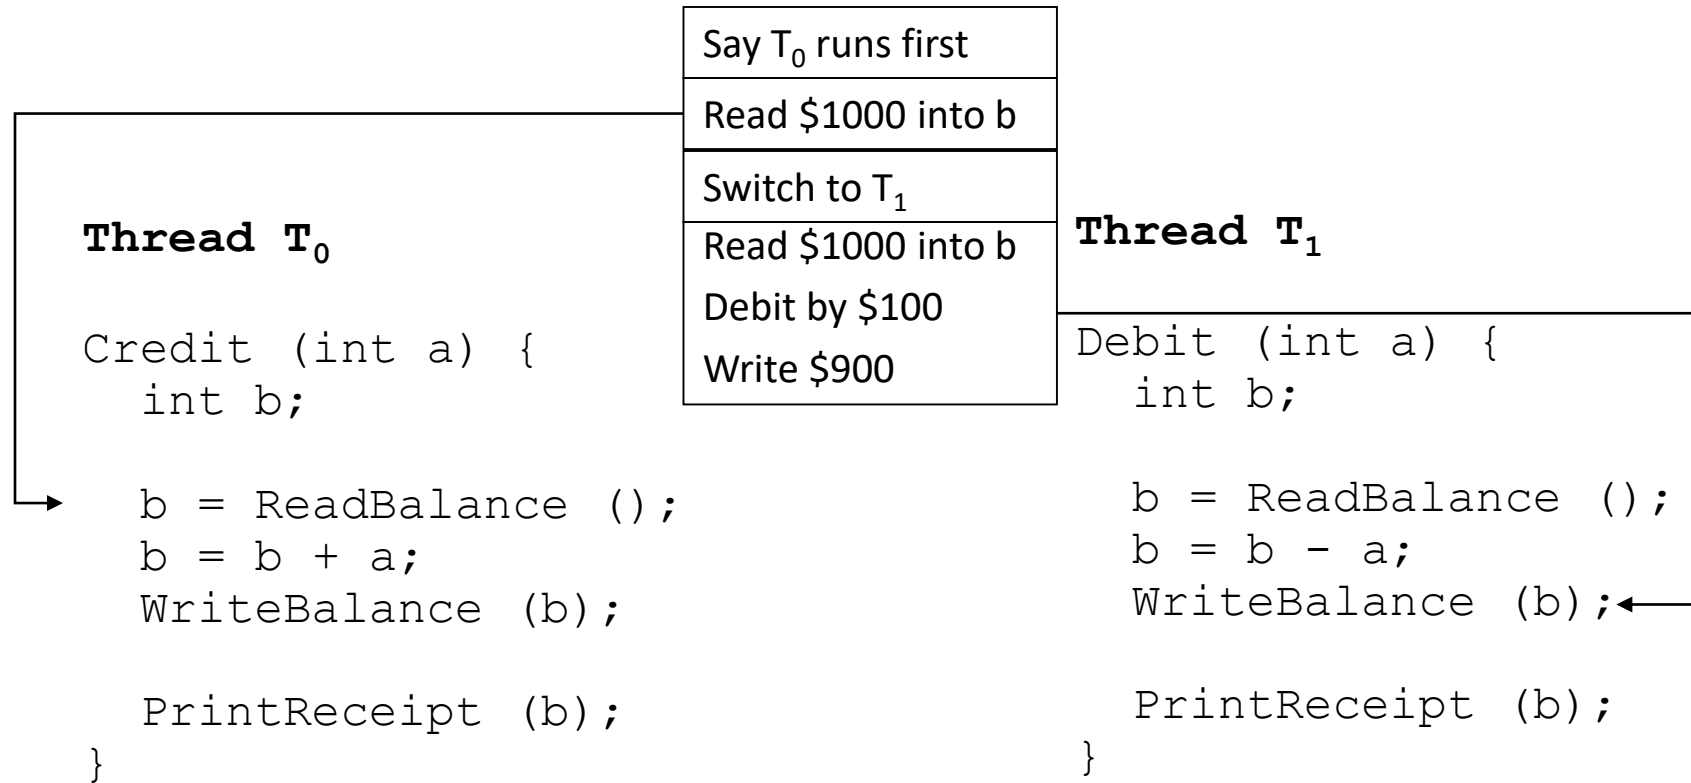 Say T0 runs first
Read $1000 into b
Switch to T1
Read $1000 into b
Debit by $100
Write $900
Thread T0
Credit (int a) {
int b;
b = ReadBalance ();
b = b + a;
WriteBalance (b);
PrintReceipt (b);
}
Thread T1
Debit (int a) {
int b;
b = ReadBalance ();
b = b - a;
WriteBalance (b);
PrintReceipt (b);
}